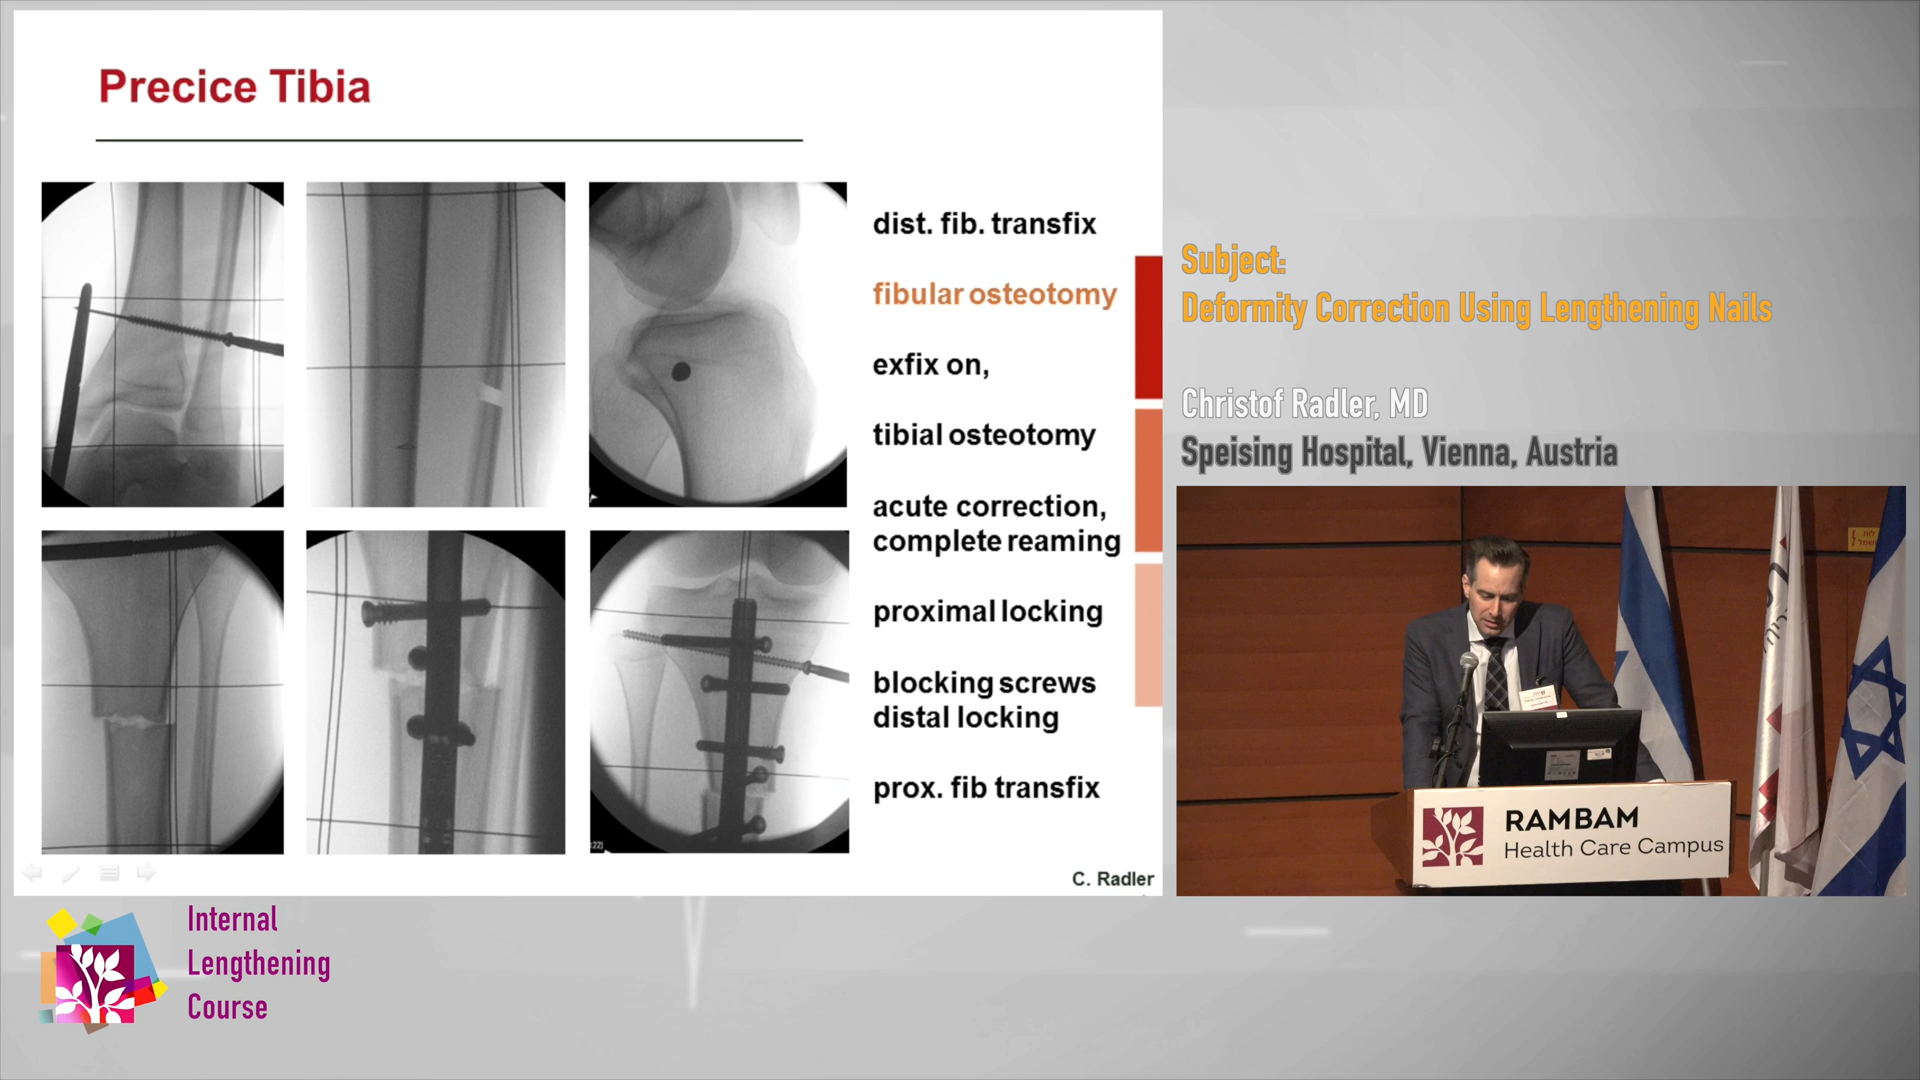 Precice Tibia
dist. fib. transfix
fibular osteotomy
exfix on,
tibial osteotomy
acute correction,
complete reaming
proximal locking
blocking screws
distal locking
prox. fib transfix
C. Radler
Subject:
Deformity Correction Using Lengthening Nails
Christof Radler, MD
Speising Hospital, Vienna, Austria
RAMBAM
Health Care Campus
Internal
Lengthening
Course